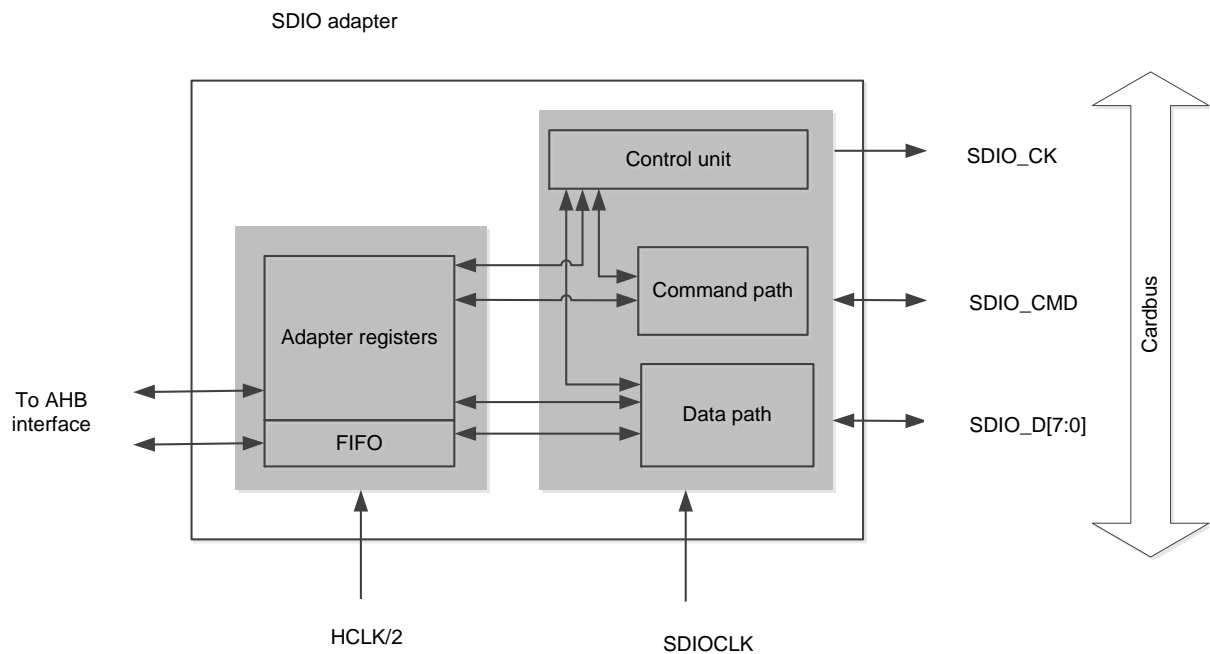 SDIO adapter
Control unit
SDIO_CK
Command path
SDIO_CMD
Adapter registers
Cardbus
To AHB
interface
Data path
SDIO_D[7:0]
FIFO
HCLK/2
SDIOCLK